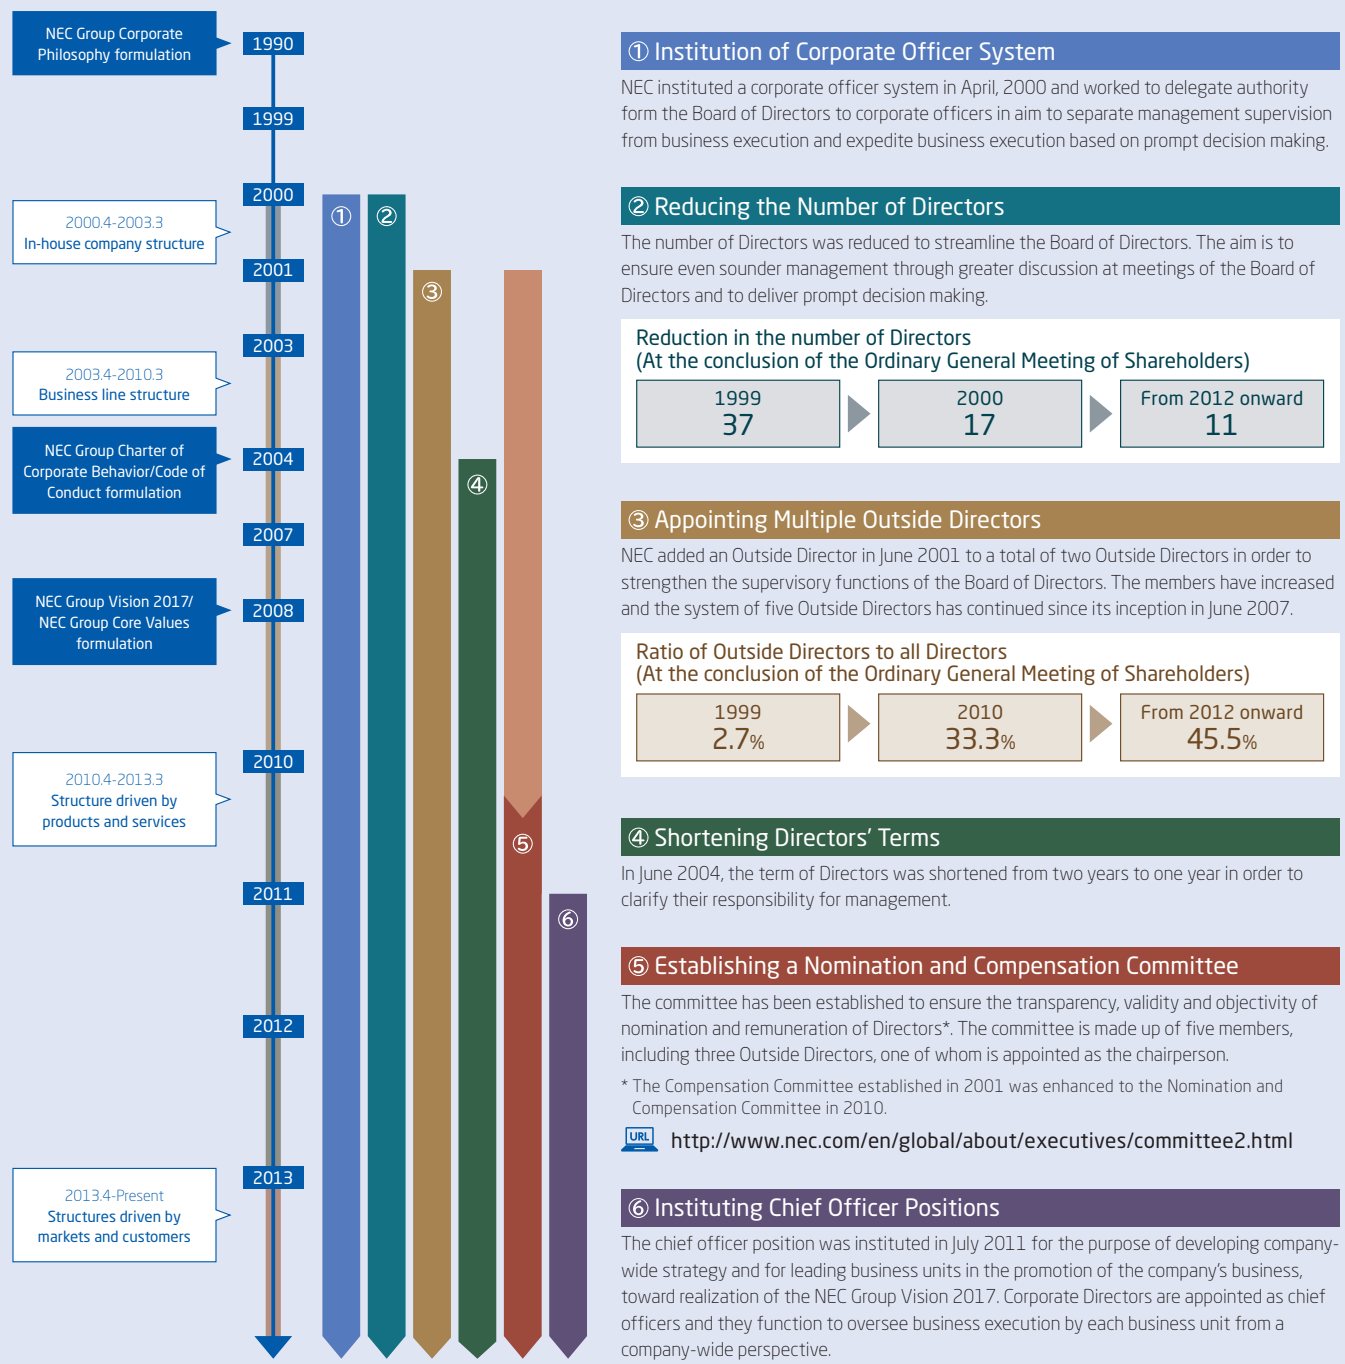 NEC Group Corporate
Philosophy formulation
1990
1999
2000
2000.4-2003.3
In-house company structure
2001
2003
2003.4-2010.3
Business line structure
NEC Group Charter of
Corporate Behavior/Code of
Conduct formulation
2004
2007
NEC Group Vision 2017/
NEC Group Core Values
formulation
2008
2010
2010.4-2013.3
Structure driven by
products and services
2011
2012
2013
2013.4-Present
Structures driven by
markets and customers
①
②
③
④
⑤
⑥
① Institution of Corporate Officer System
NEC instituted a corporate officer system in April, 2000 and worked to delegate authority
form the Board of Directors to corporate officers in aim to separate management supervision
from business execution and expedite business execution based on prompt decision making.
② Reducing the Number of Directors
The number of Directors was reduced to streamline the Board of Directors. The aim is to
ensure even sounder management through greater discussion at meetings of the Board of
Directors and to deliver prompt decision making.
Reduction in the number of Directors
(At the conclusion of the Ordinary General Meeting of Shareholders)
1999
37
2000
17
From 2012 onward
11
③ Appointing Multiple Outside Directors
NEC added an Outside Director in June 2001 to a total of two Outside Directors in order to
strengthen the supervisory functions of the Board of Directors. The members have increased
and the system of five Outside Directors has continued since its inception in June 2007.
Ratio of Outside Directors to all Directors
(At the conclusion of the Ordinary General Meeting of Shareholders)
1999
2.7%
2010
33.3%
From 2012 onward
45.5%
④ Shortening Directors' Terms
In June 2004, the term of Directors was shortened from two years to one year in order to
clarify their responsibility for management.
⑤ Establishing a Nomination and Compensation Committee
The committee has been established to ensure the transparency, validity and objectivity of
nomination and remuneration of Directors*. The committee is made up of five members,
including three Outside Directors, one of whom is appointed as the chairperson.
* The Compensation Committee established in 2001 was enhanced to the Nomination and
Compensation Committee in 2010.
URL http://www.nec.com/en/global/about/executives/committee2.html
⑥ Instituting Chief Officer Positions
The chief officer position was instituted in July 2011 for the purpose of developing company-
wide strategy and for leading business units in the promotion of the company's business,
toward realization of the NEC Group Vision 2017. Corporate Directors are appointed as chief
officers and they function to oversee business execution by each business unit from a
company-wide perspective.